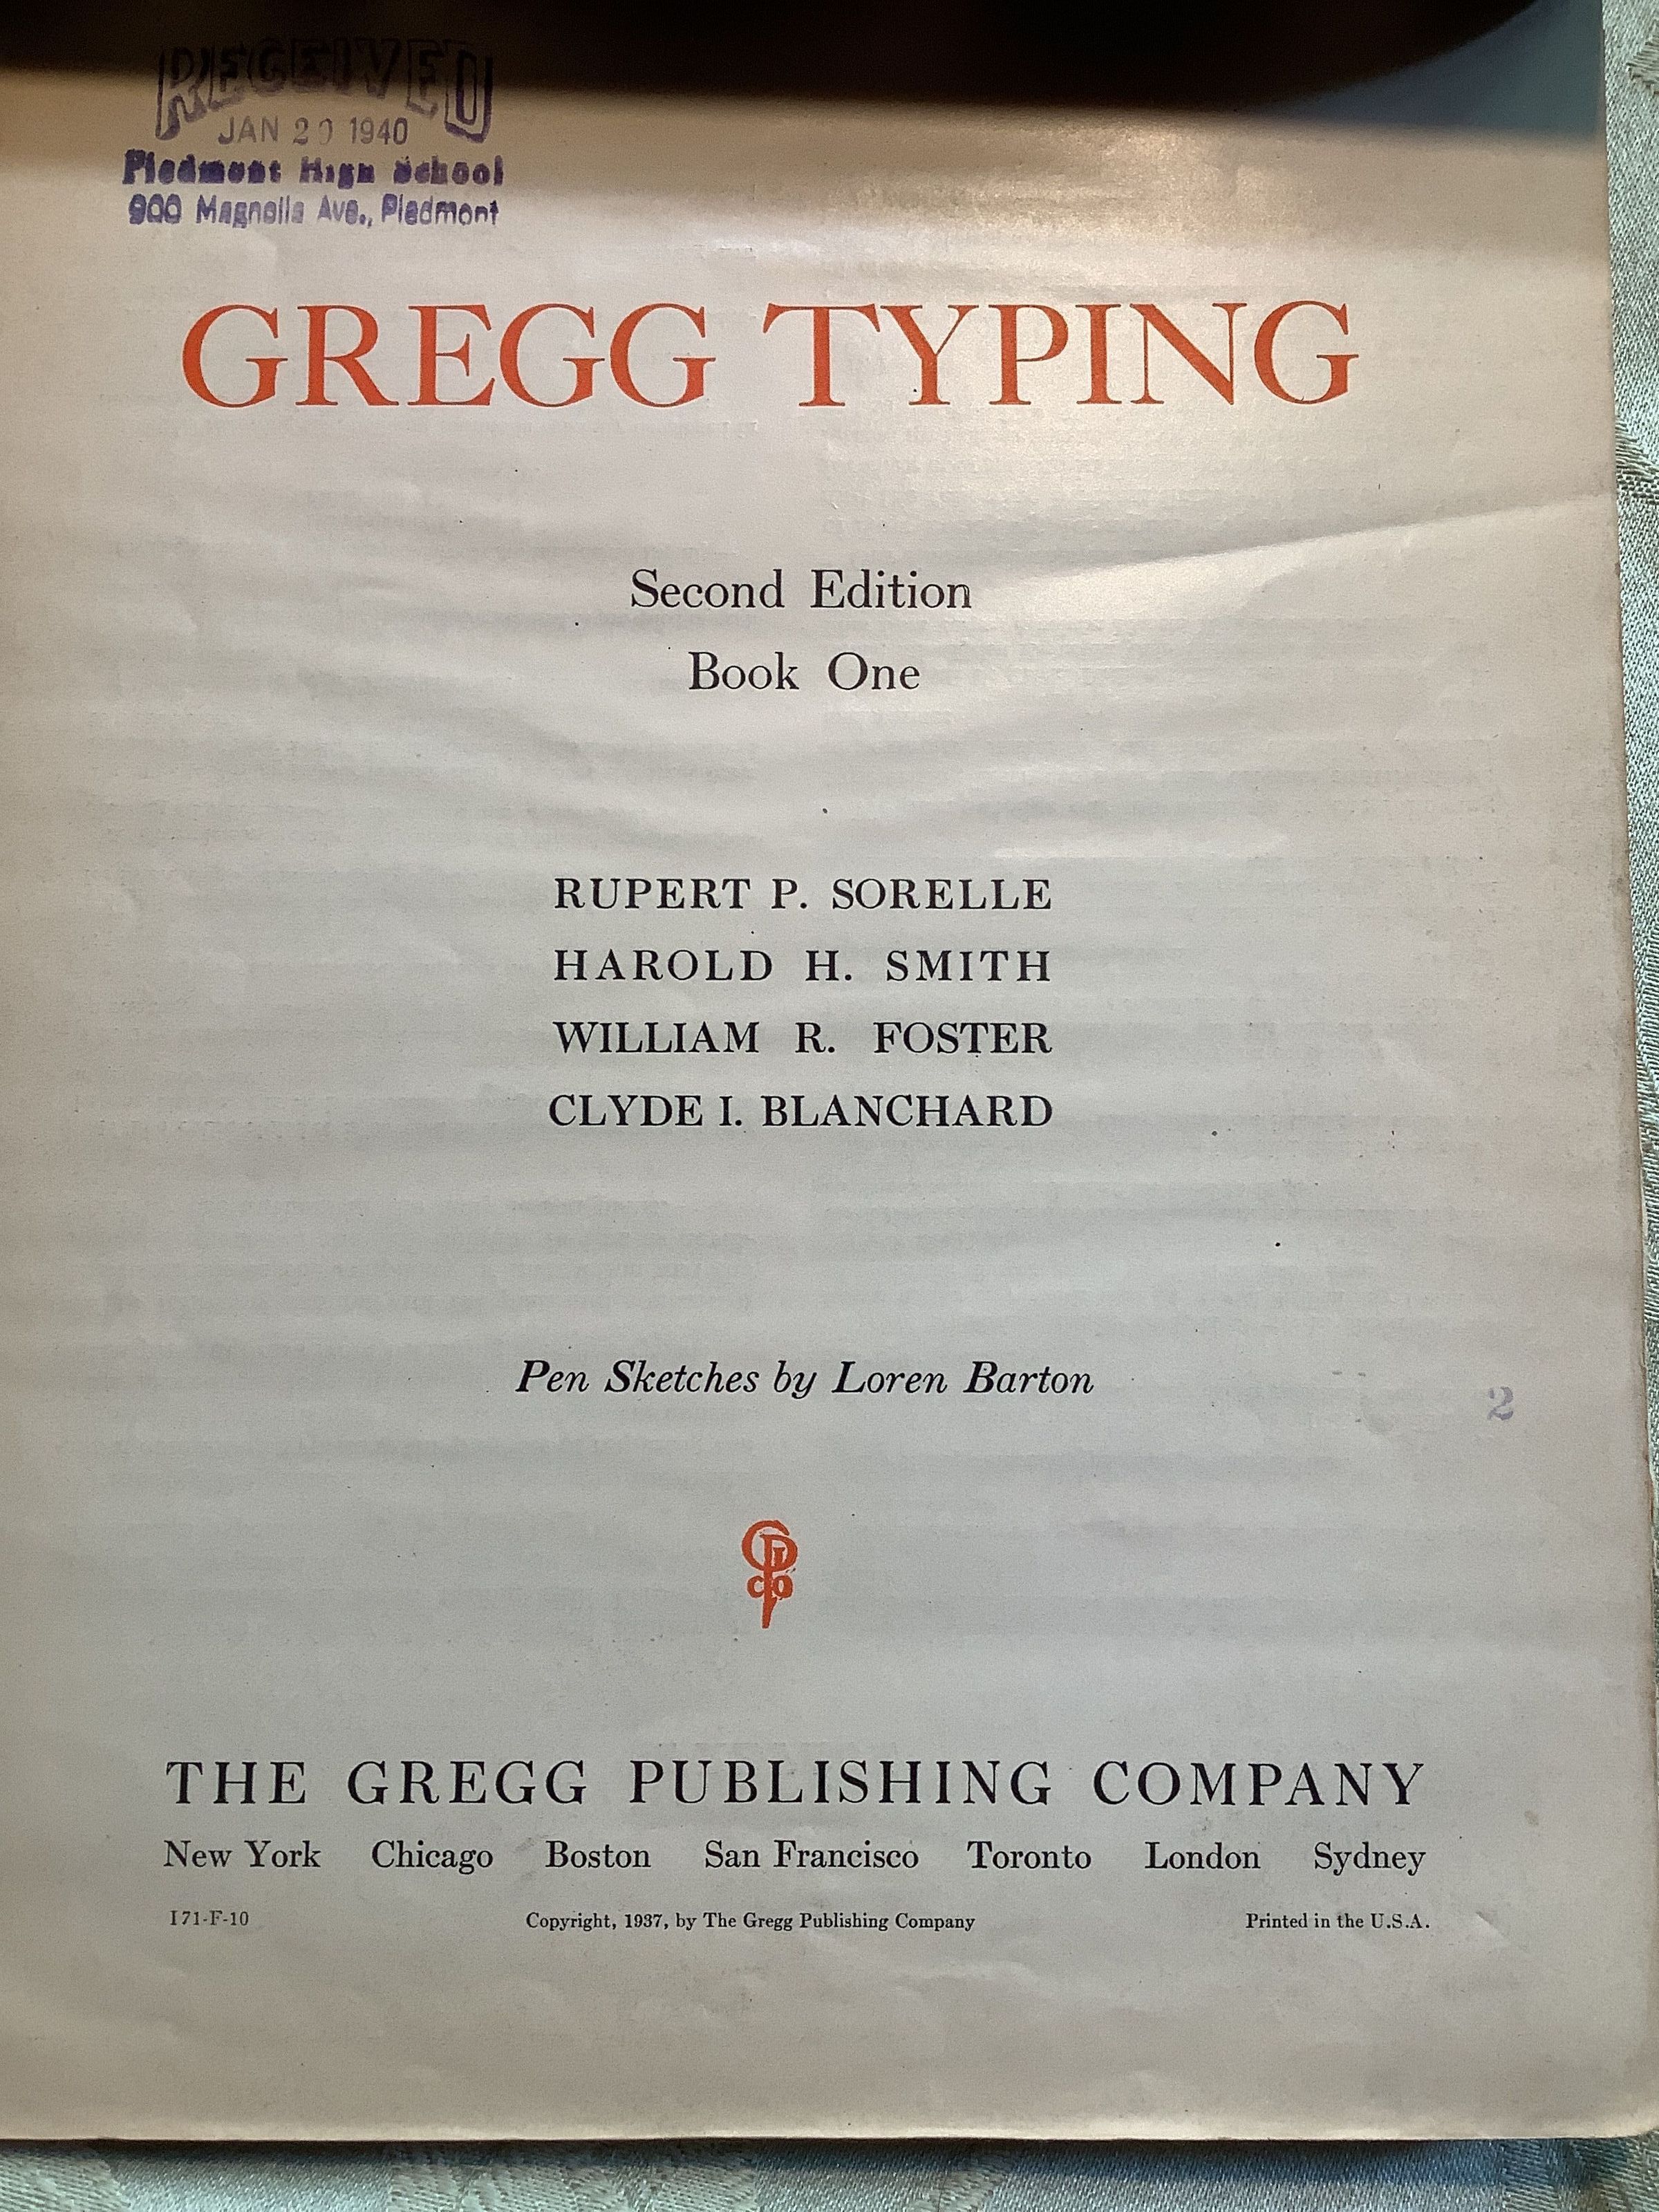 RECEIVED
JAN 29 1940
Piedmont High School
900 Magnolia Ave., Piedmont
GREGG TYPING
Second Edition
Book One
RUPERT P. SORELLE
HAROLD H. SMITH
WILLIAM R. FOSTER
CLYDE I. BLANCHARD
Pen Sketches by Loren Barton
2
THE GREGG PUBLISHING COMPANY
New York Chicago Boston San Francisco Toronto London Sydney
I71-F-10 Copyright, 1937, by The Gregg Publishing Company Printed in the U.S.A.